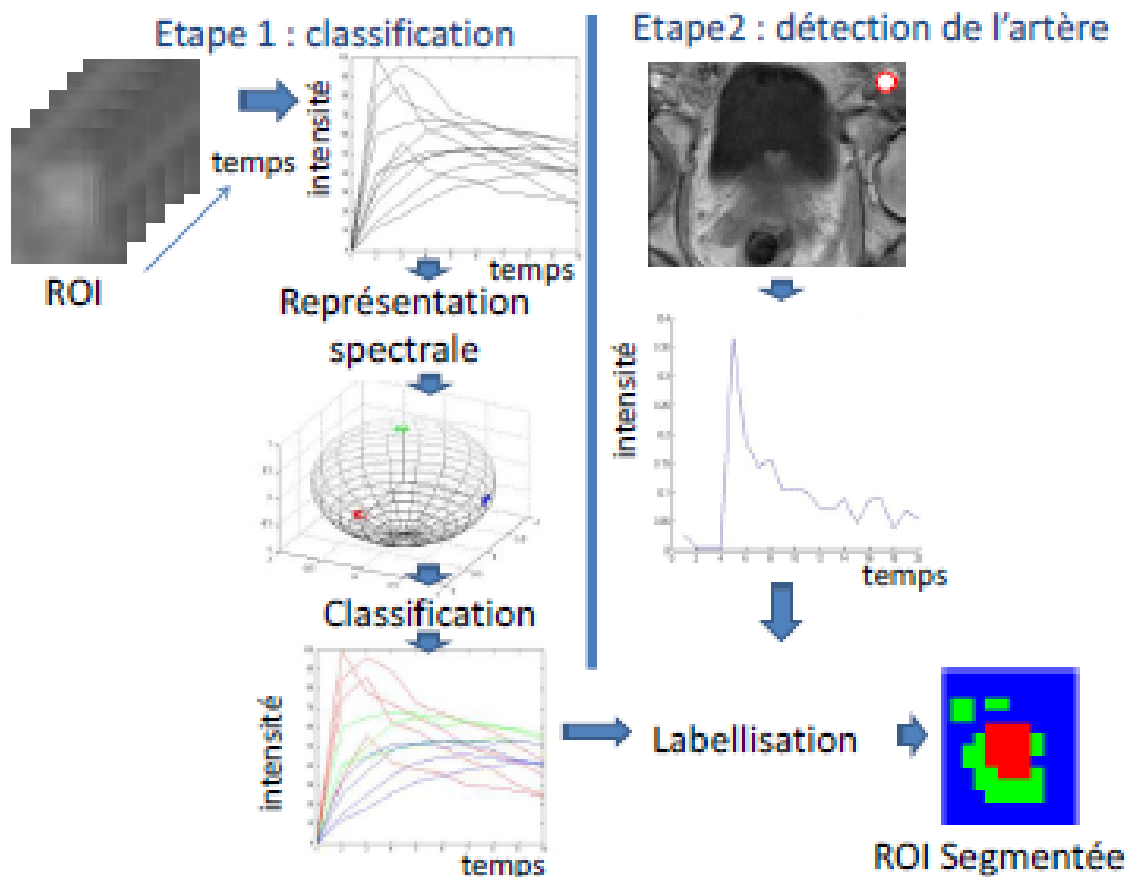 Etape 1 : classification
Etape2 : détection de l'artère
intensité
temps
temps
ROI
Représentation
spectrale
Classification
intensité
temps
intensité
temps
Labellisation
ROI Segmentée